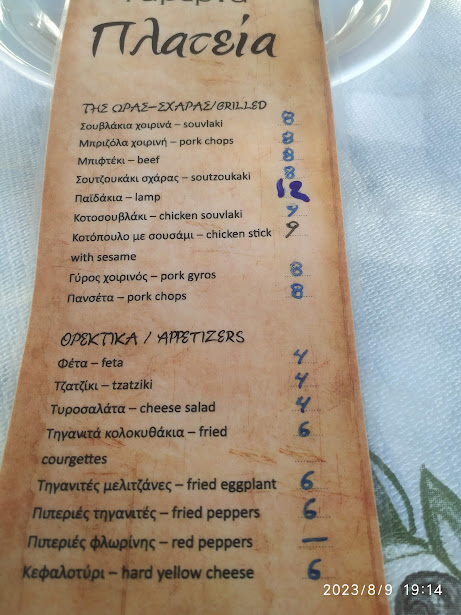 Πλατεία
ΤΗΣ ΩΡΑΣ-ΣΧΑΡΑΣ/GRILLED
Σουβλάκια χοιρινά – souvlaki 8
Μπριζόλα χοιρινή – pork chops 8
Μπιφτέκι – beef 8
Σουτζουκάκι σχάρας – soutzoukaki 8
Παϊδάκια – lamp 12
Κοτοσουβλάκι – chicken souvlaki 9
Κοτόπουλο με σουσάμι – chicken stick 9
with sesame
Γύρος χοιρινός – pork gyros 8
Πανσέτα – pork chops 8
ΟΡΕΚΤΙΚΑ / APPETIZERS
Φέτα – feta 4
Τζατζίκι – tzatziki 4
Τυροσαλάτα – cheese salad 4
Τηγανιτά κολοκυθάκια – fried 6
courgettes
Τηγανιτές μελιτζάνες – fried eggplant 6
Πιπεριές τηγανιτές – fried peppers 6
Πιπεριές φλωρίνης – red peppers –
Κεφαλοτύρι – hard yellow cheese 6
2023/8/9 19:14